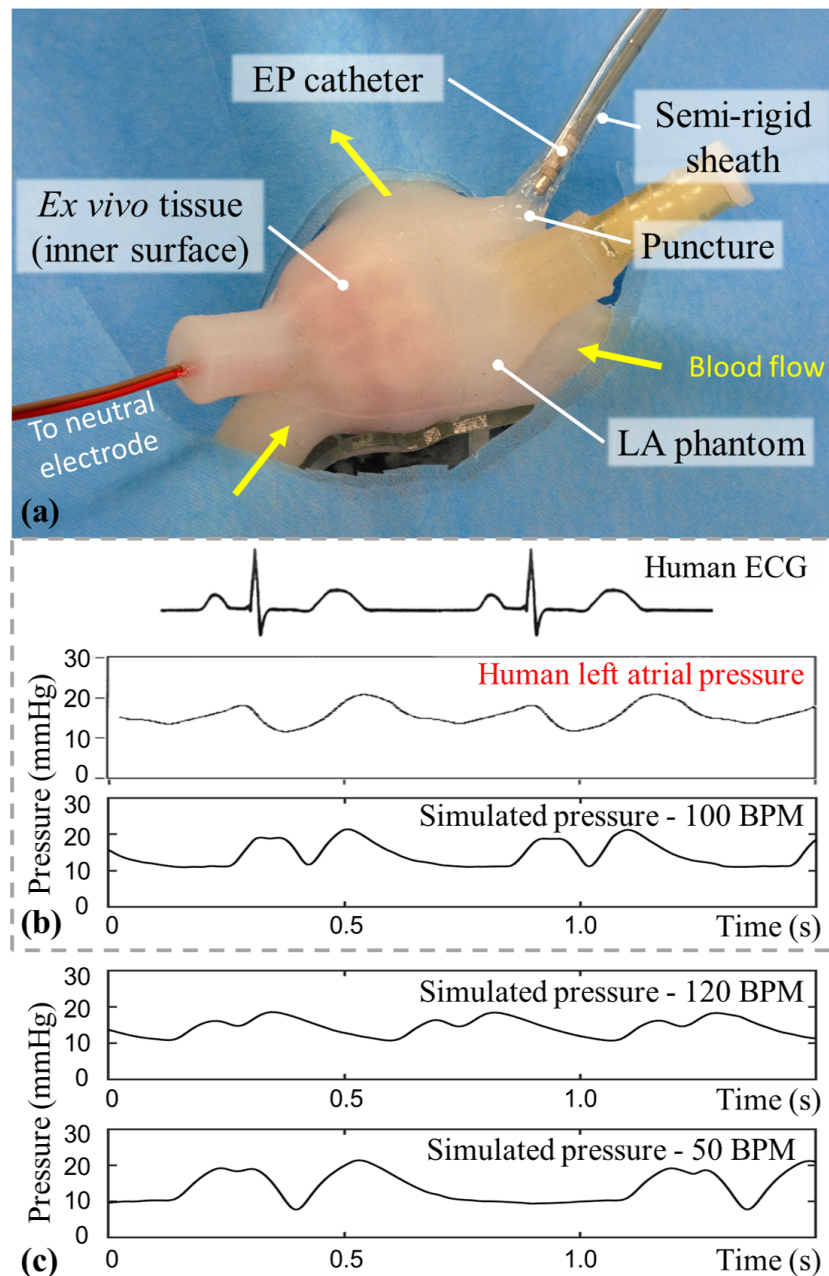 EP catheter
Semi-rigid
sheath
Ex vivo tissue
(inner surface)
Puncture
Blood flow
To neutral
electrode
LA phantom
(a)
Human ECG
Human left atrial pressure
30
20
10
0
Pressure (mmHg)
Simulated pressure - 100 BPM
30
20
10
0
0
0.5
1.0
Time (s)
(b)
Simulated pressure - 120 BPM
30
20
10
0
Pressure (mmHg)
0
0.5
1.0
Time (s)
Simulated pressure - 50 BPM
30
20
10
0
0
0.5
1.0
Time (s)
(c)